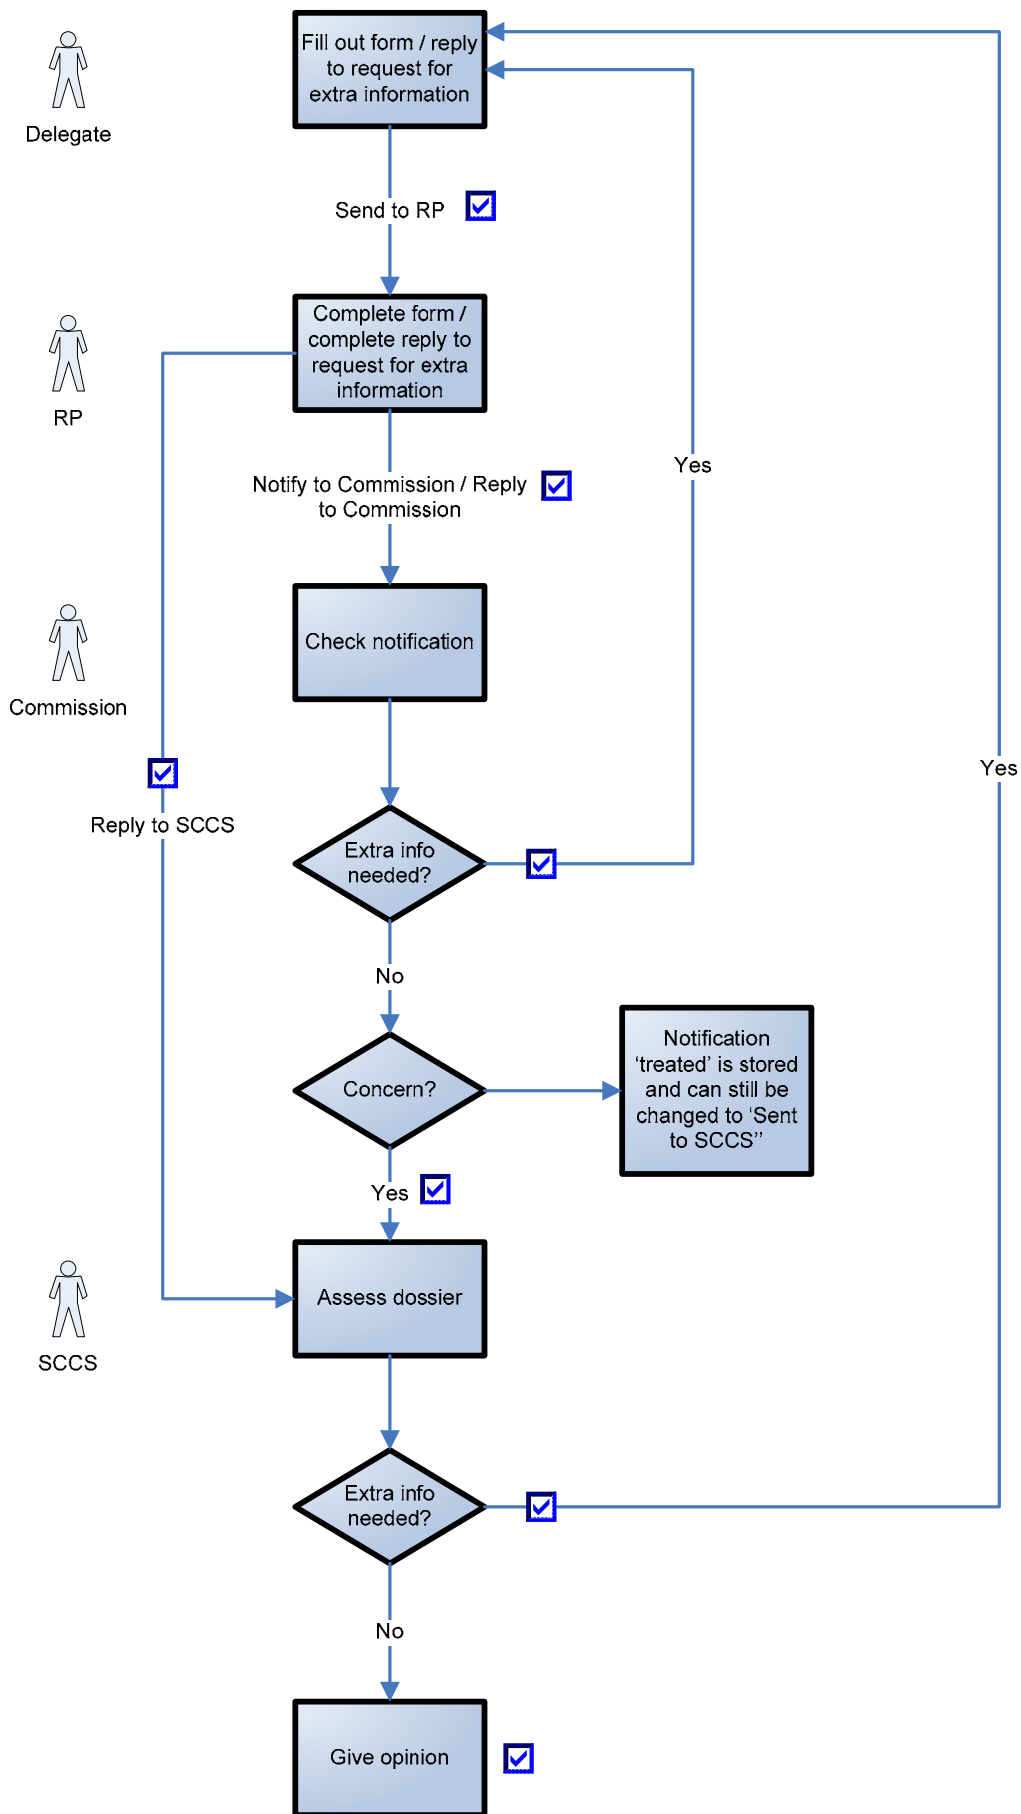 Fill out form / reply
to request for
extra information
Delegate
Send to RP
Complete form /
complete reply to
request for extra
information
RP
Yes
Notify to Commission / Reply
to Commission
Check notification
Commission
Yes
Reply to SCCS
Extra info
needed?
No
Notification
‘treated’ is stored
and can still be
changed to ‘Sent
to SCCS’’
Concern?
Yes
Assess dossier
SCCS
Extra info
needed?
No
Give opinion